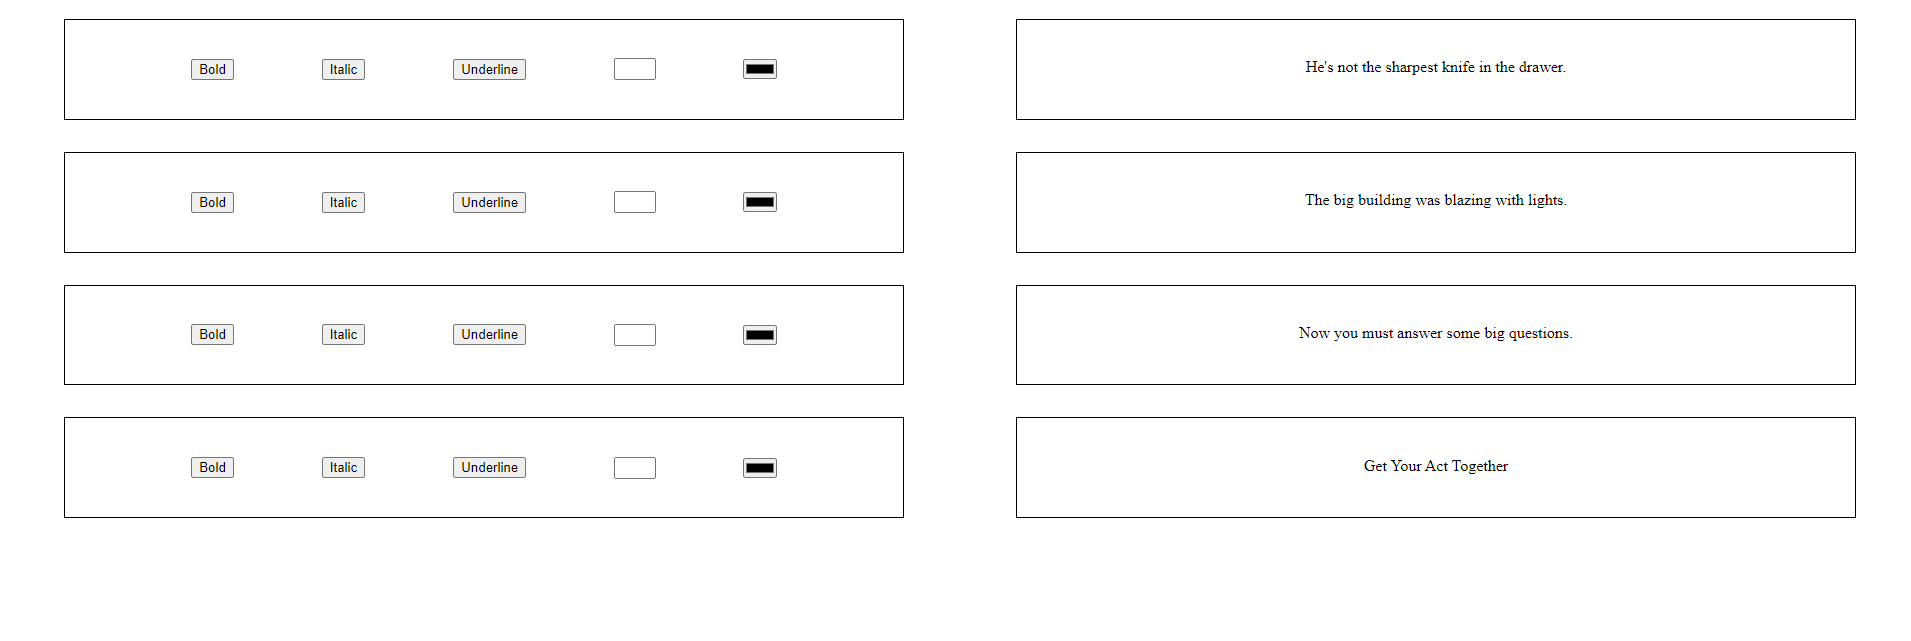 Bold Italic Underline He's not the sharpest knife in the drawer.
Bold Italic Underline The big building was blazing with lights.
Bold Italic Underline Now you must answer some big questions.
Bold Italic Underline Get Your Act Together